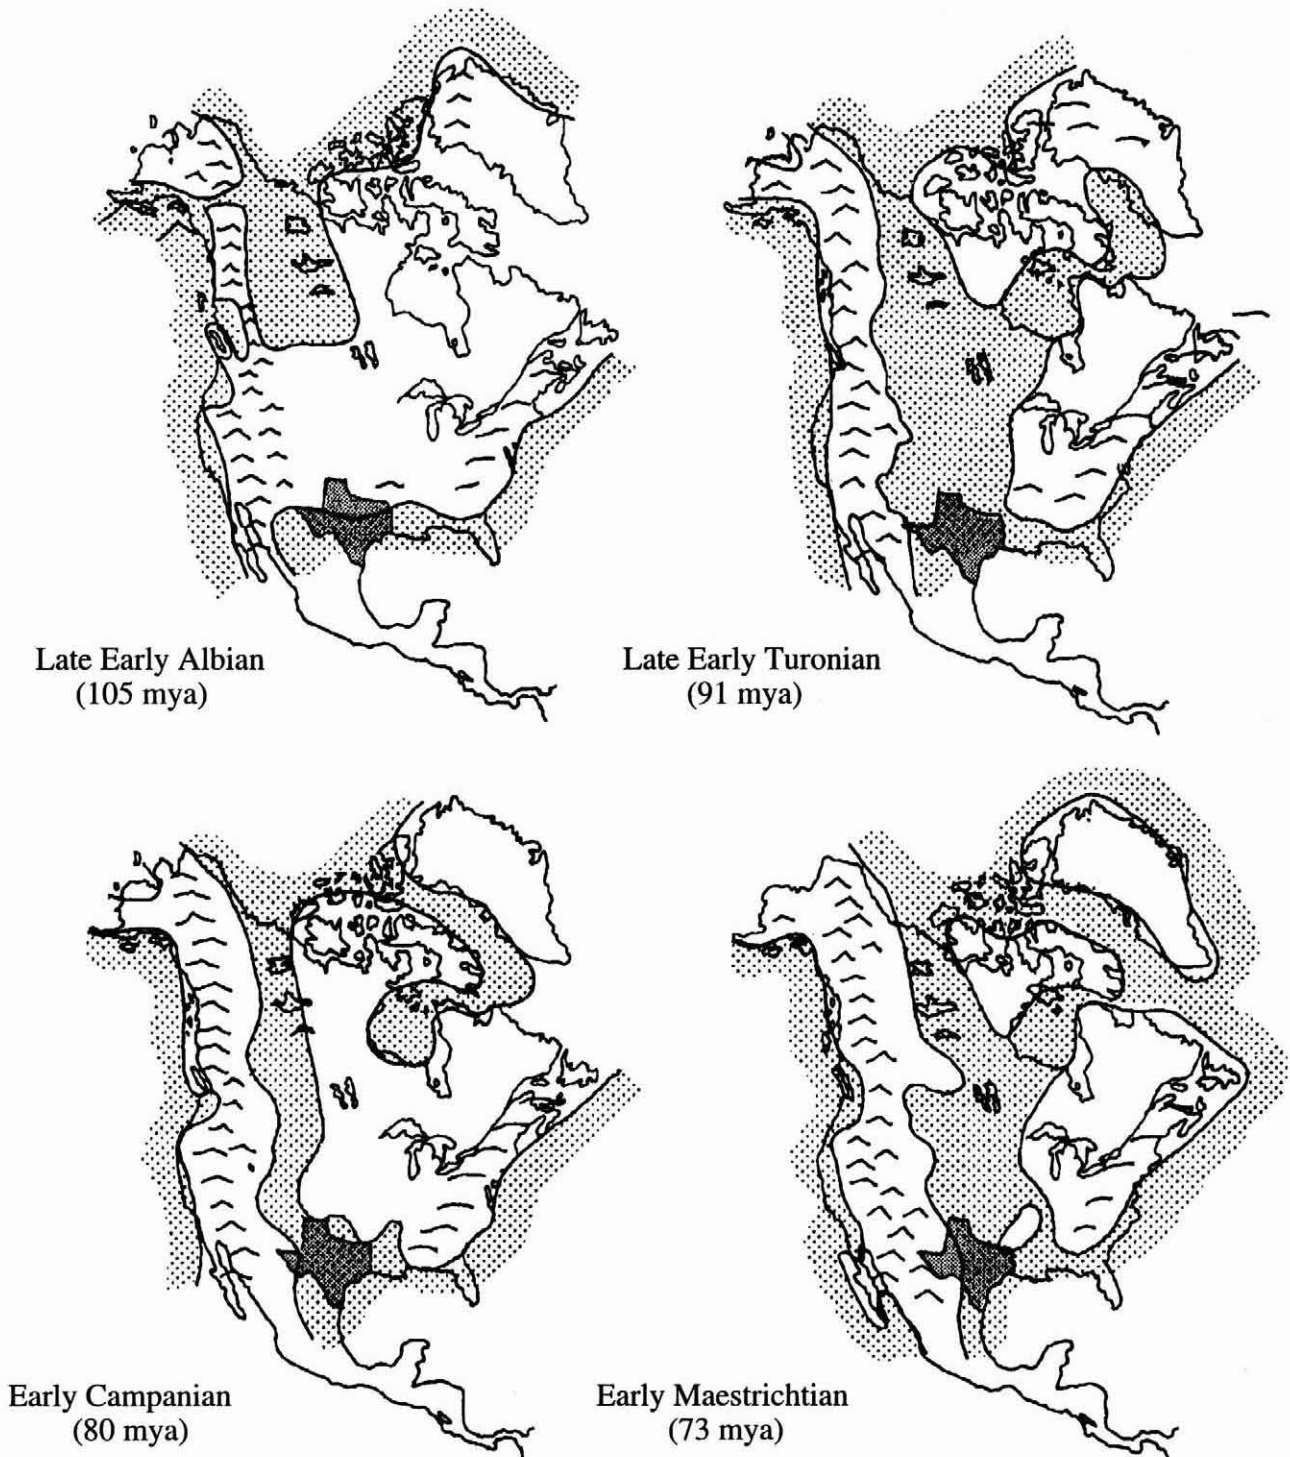 Late Early Albian
(105 mya)
Late Early Turonian
(91 mya)
Early Campanian
(80 mya)
Early Maestrichtian
(73 mya)